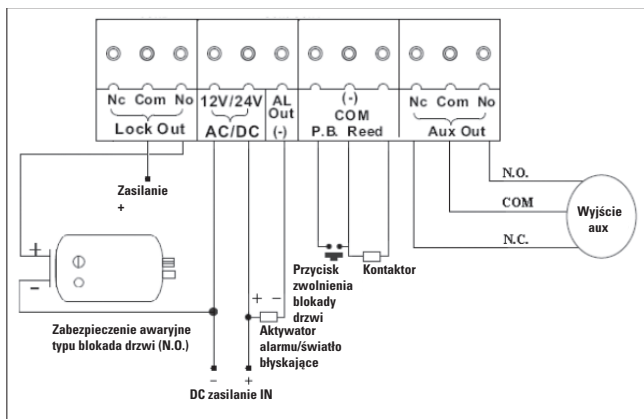 Nc Com No
Lock Out
12V/24V
AC/DC
AL
Out
(-)
(-)
COM
P.B. Reed
Nc Com No
Aux Out
Zasilanie
+
N.O.
COM
N.C.
Wyjście
aux
+
-
Przycisk
zwolnienia
blokady
drzwi
Kontaktor
Zabezpieczenie awaryjne
typu blokada drzwi (N.O.)
+ -
Aktywator
alarmu/światło
błyskające
- +
DC zasilanie IN